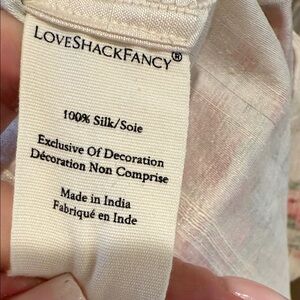 LOVESHACKFANCY®
100% Silk/Soie
Exclusive Of Decoration
Décoration Non Comprise
Made in India
Fabriqué en Inde